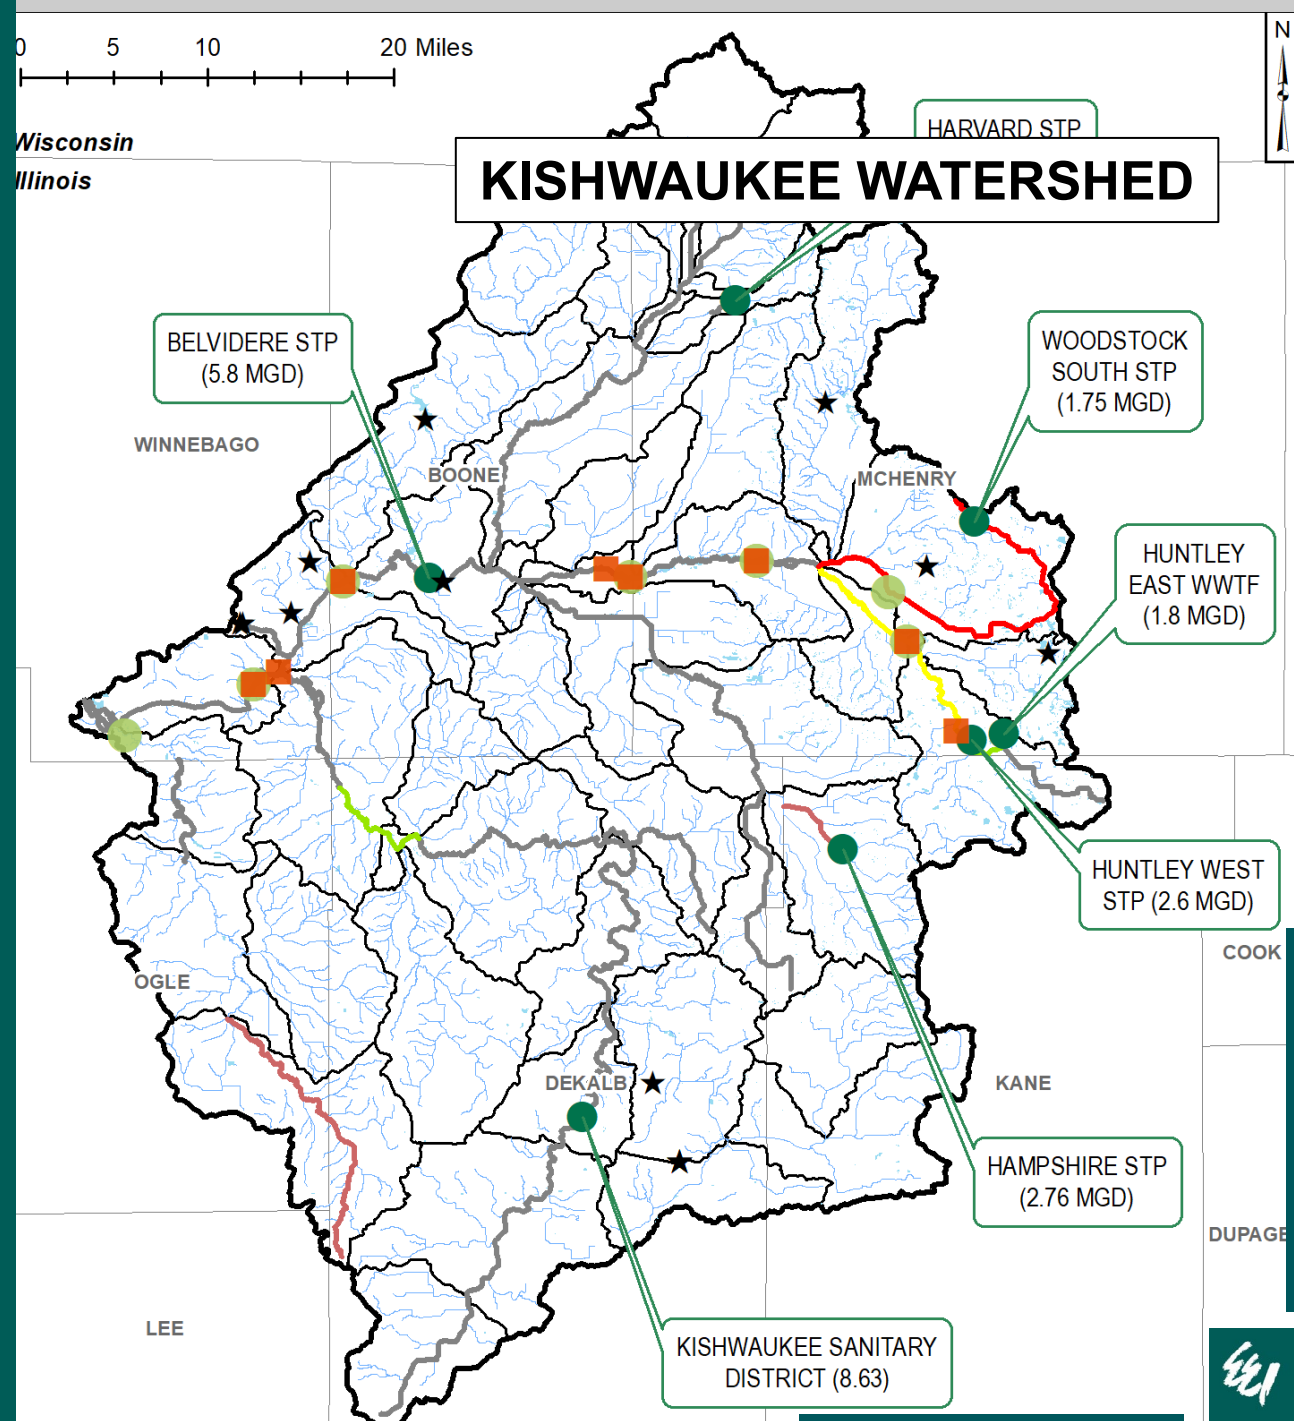 0 5 10 20 Miles
N
Wisconsin
Illinois
HARVARD STP
KISHWAUKEE WATERSHED
BELVIDERE STP
(5.8 MGD)
WOODSTOCK
SOUTH STP
(1.75 MGD)
WINNEBAGO
BOONE
MCHENRY
HUNTLEY
EAST WWTF
(1.8 MGD)
HUNTLEY WEST
STP (2.6 MGD)
COOK
OGLE
DEKALB
KANE
HAMPSHIRE STP
(2.76 MGD)
DUPAGE
LEE
KISHWAUKEE SANITARY
DISTRICT (8.63)